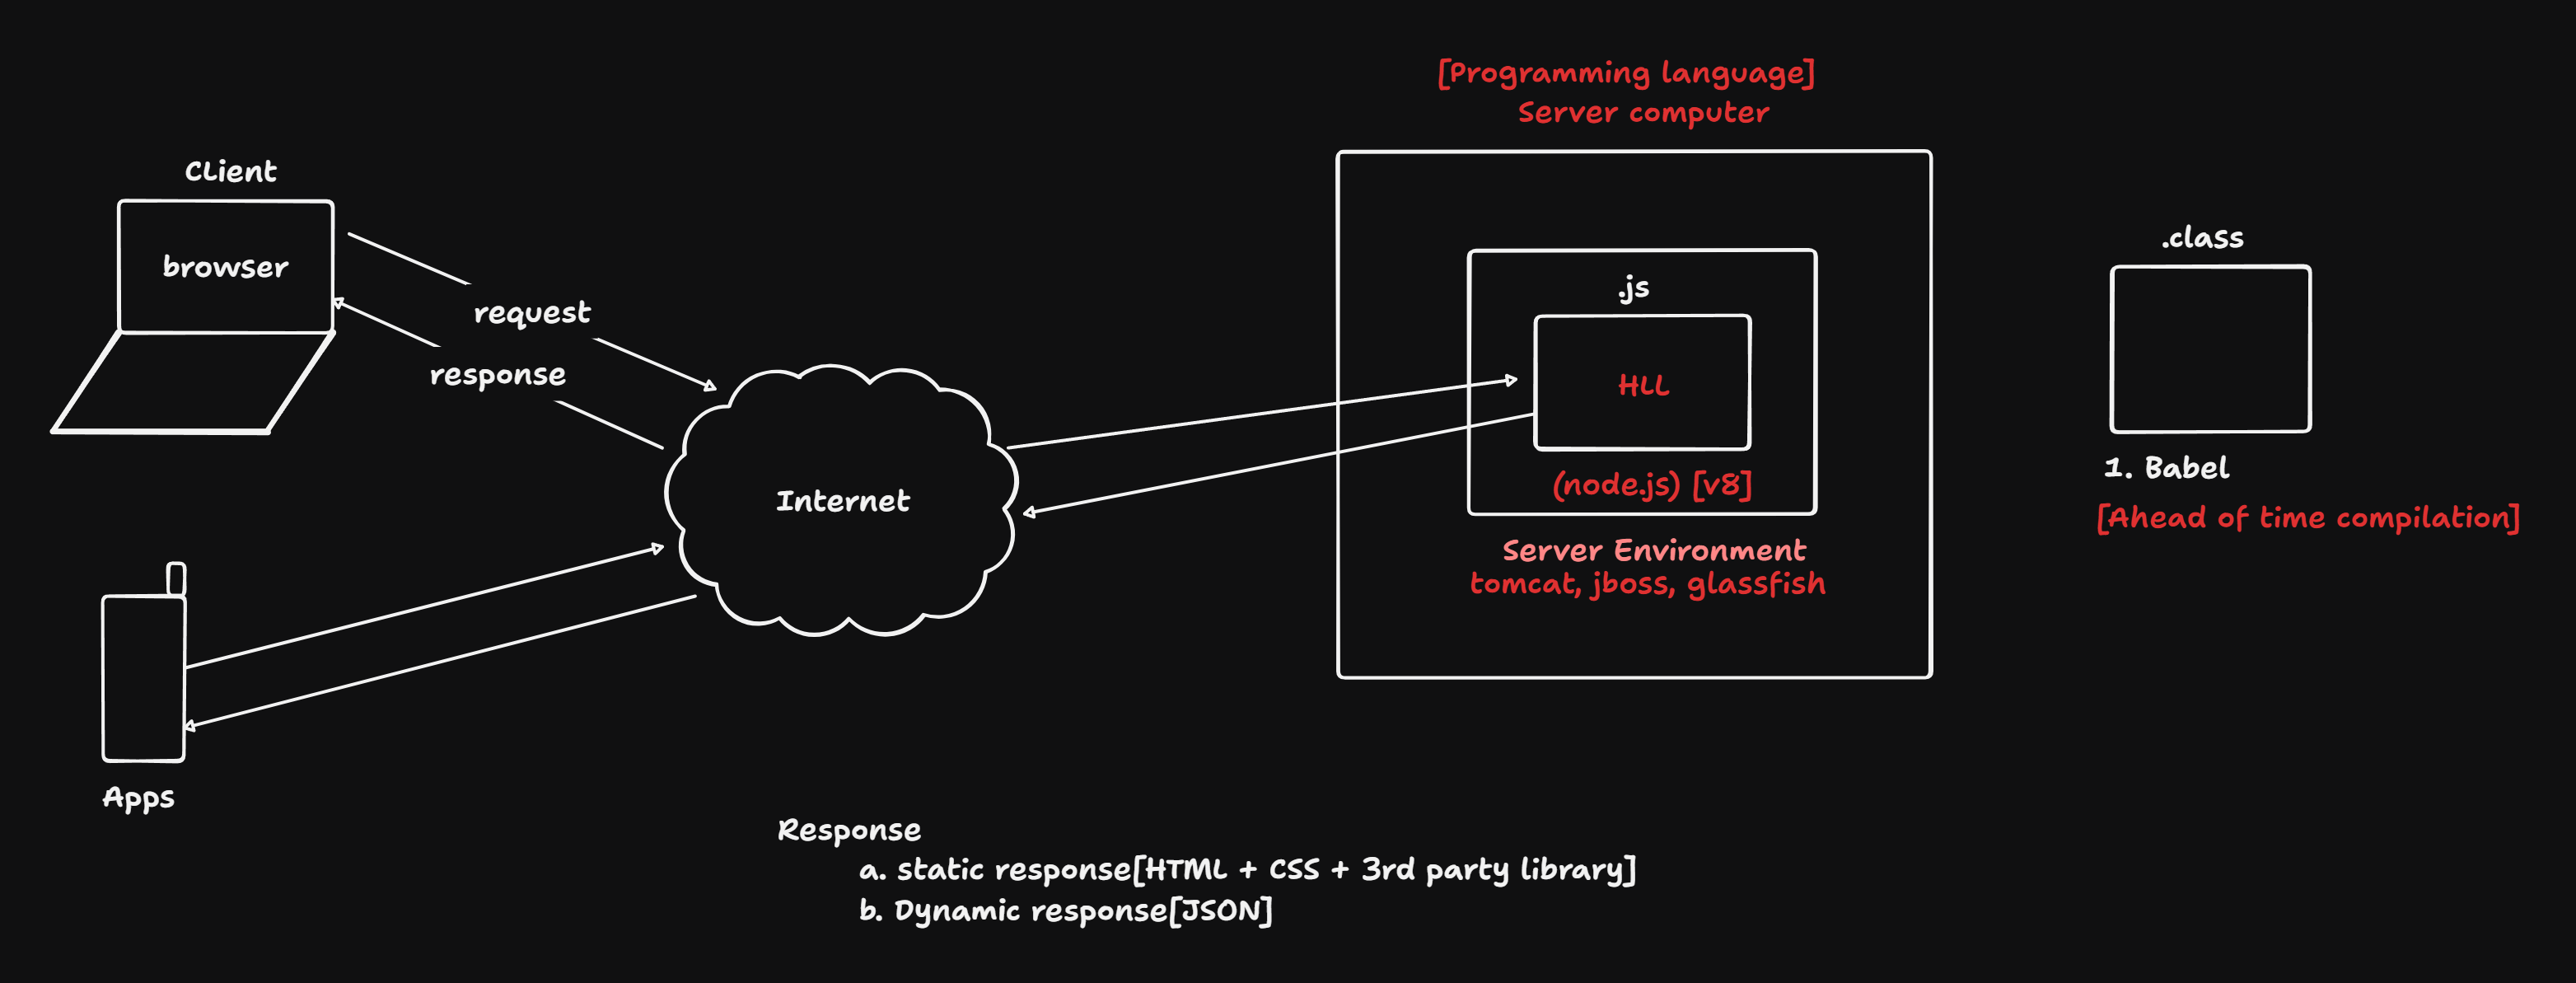 [Programming language]
Server computer
CLient
browser
request
response
Internet
Apps
.js
HLL
(node.js) [v8]
Server Environment
tomcat, jboss, glassfish
.class
1. Babel
[Ahead of time compilation]
Response
a. static response[HTML + CSS + 3rd party library]
b. Dynamic response[JSON]